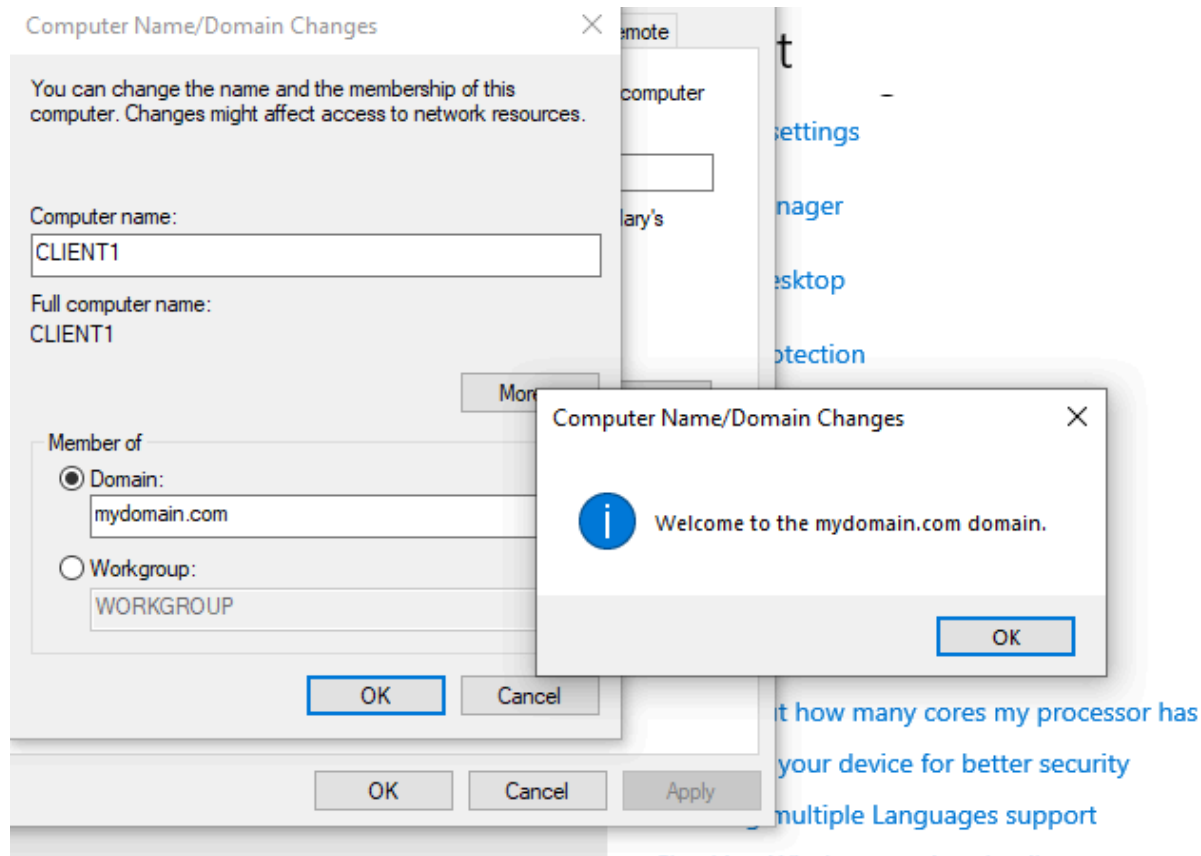 Computer Name/Domain Changes
You can change the name and the membership of this
computer. Changes might affect access to network resources.
Computer name:
CLIENT1
Full computer name:
CLIENT1
More
Member of
Domain:
mydomain.com
Workgroup:
WORKGROUP
OK Cancel
OK Cancel Apply
emote
computer
lary's
t
settings
nager
esktop
otection
Computer Name/Domain Changes
Welcome to the mydomain.com domain.
OK
t how many cores my processor has
your device for better security
multiple Languages support